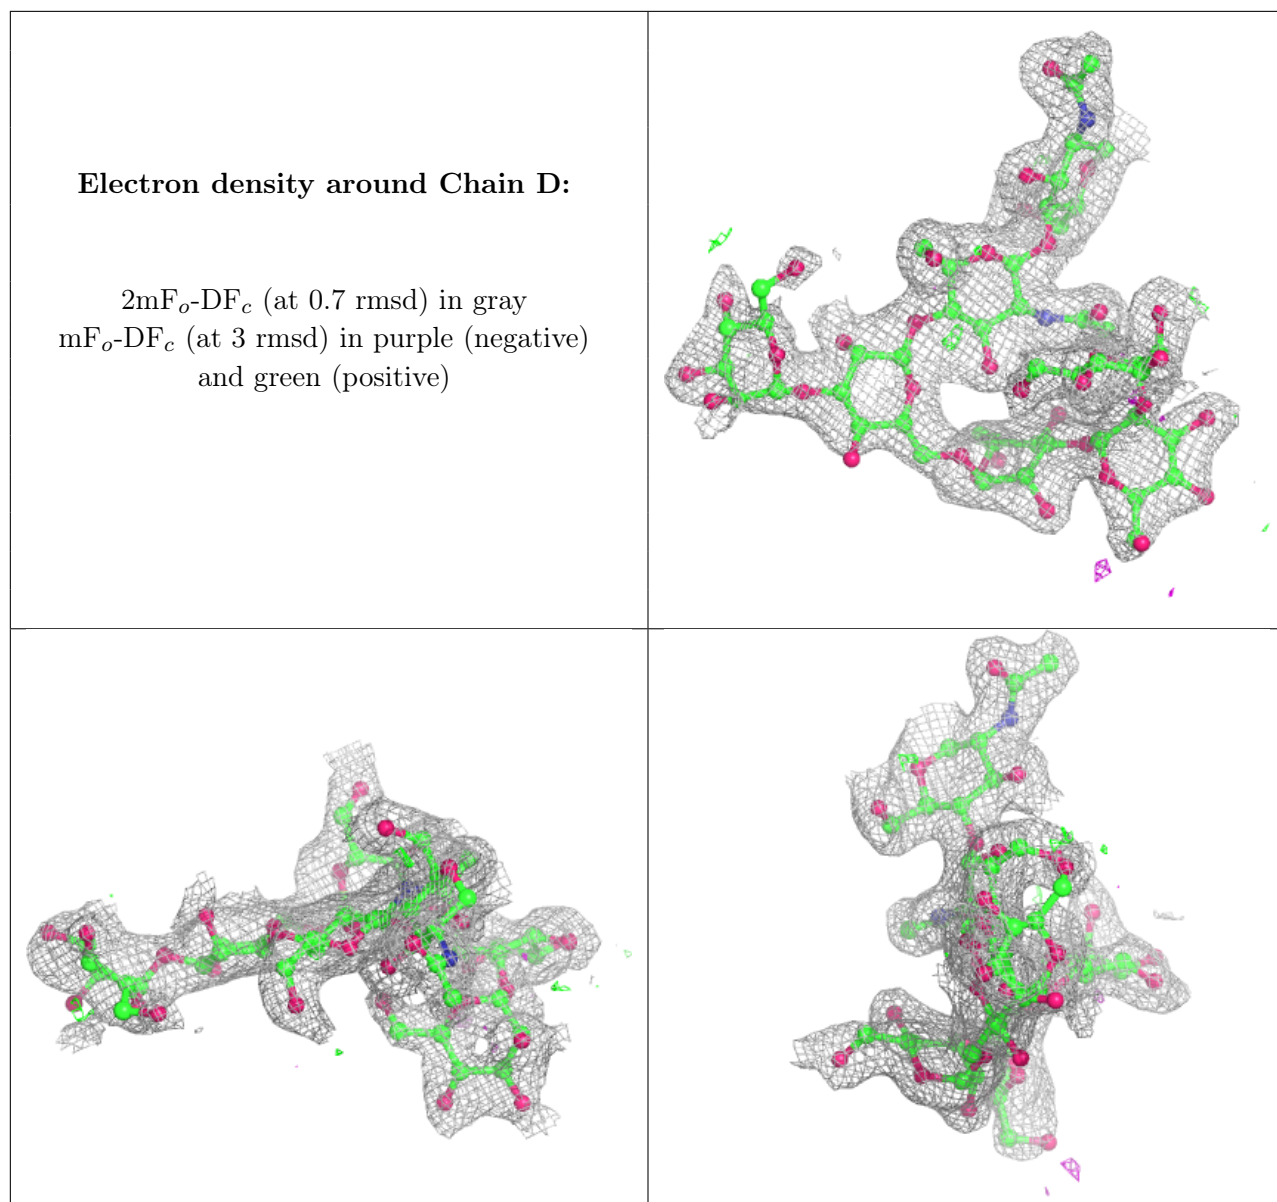 Electron density around Chain D:
2mFo-DFc (at 0.7 rmsd) in gray
mFo-DFc (at 3 rmsd) in purple (negative)
and green (positive)